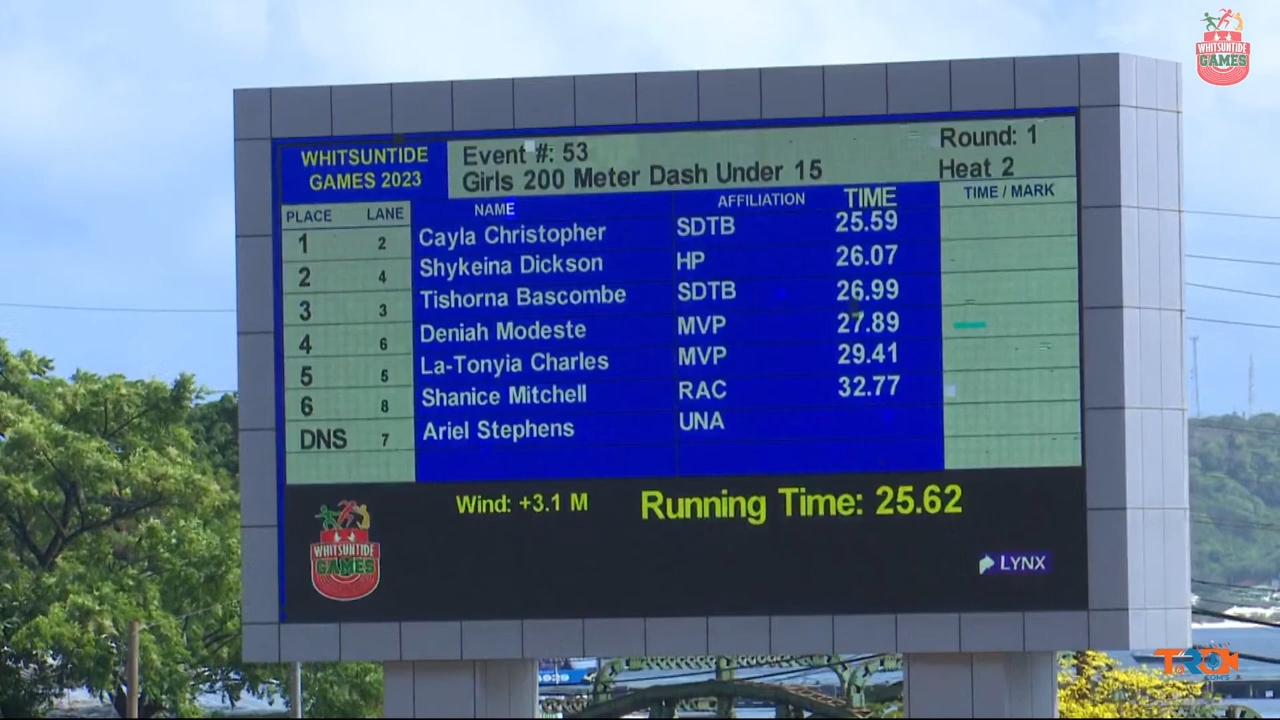 WHITSUNTIDE
GAMES
WHITSUNTIDE
GAMES 2023
Event #: 53
Girls 200 Meter Dash Under 15
Round: 1
Heat 2
PLACE LANE NAME AFFILIATION TIME TIME / MARK
1 2 Cayla Christopher SDTB 25.59
2 4 Shykeina Dickson HP 26.07
3 3 Tishorna Bascombe SDTB 26.99
4 6 Deniah Modeste MVP 27.89
5 5 La-Tonyia Charles MVP 29.41
6 8 Shanice Mitchell RAC 32.77
DNS 7 Ariel Stephens UNA
Wind: +3.1 M Running Time: 25.62
WHITSUNTIDE
GAMES
LYNX
TRON
COM'S